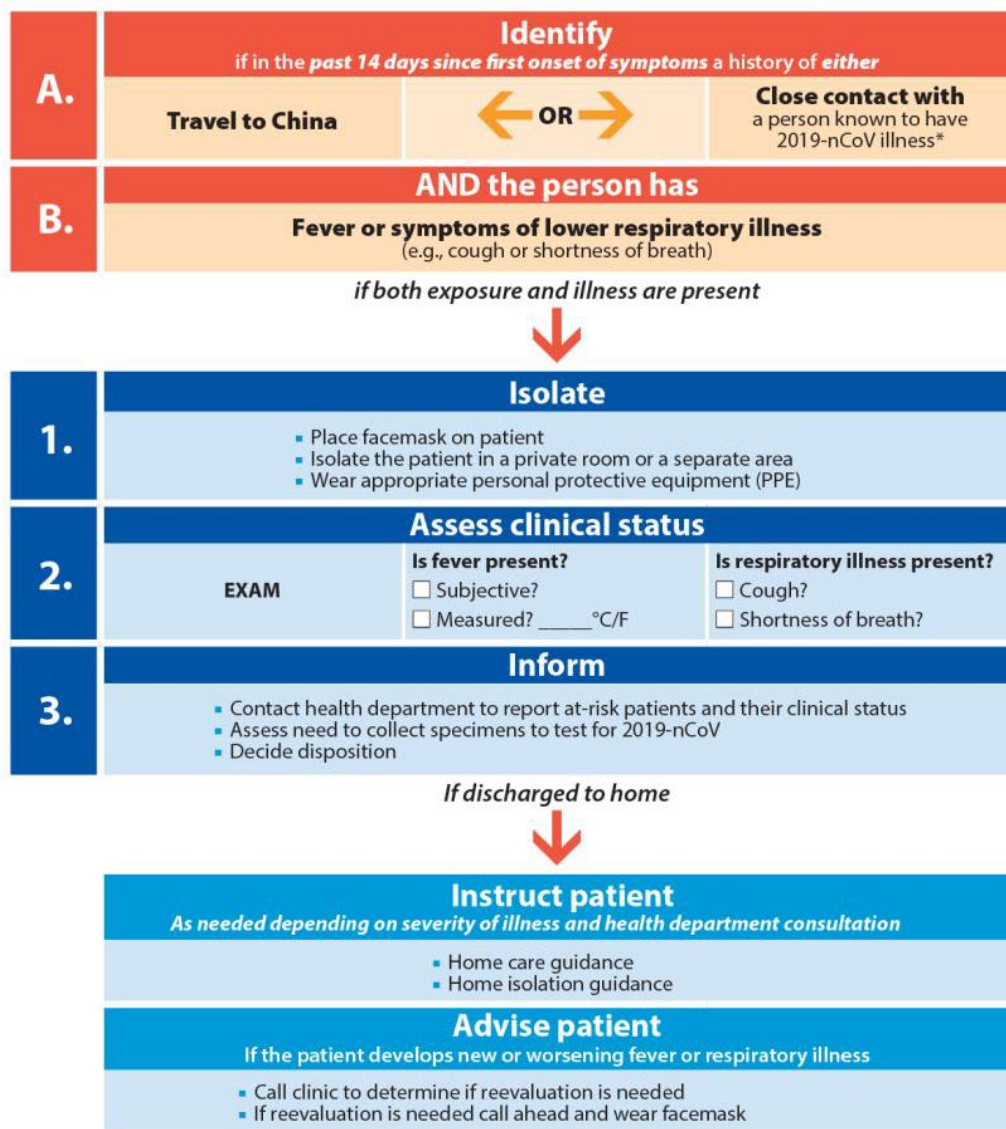 A.
Identify
if in the past 14 days since first onset of symptoms a history of either
Travel to China
OR
Close contact with
a person known to have
2019-nCoV illness*
B.
AND the person has
Fever or symptoms of lower respiratory illness
(e.g., cough or shortness of breath)
if both exposure and illness are present
1.
Isolate
▪ Place facemask on patient
▪ Isolate the patient in a private room or a separate area
▪ Wear appropriate personal protective equipment (PPE)
2.
Assess clinical status
EXAM
Is fever present?
☐ Subjective?
☐ Measured? _____°C/F
Is respiratory illness present?
☐ Cough?
☐ Shortness of breath?
3.
Inform
▪ Contact health department to report at-risk patients and their clinical status
▪ Assess need to collect specimens to test for 2019-nCoV
▪ Decide disposition
If discharged to home
Instruct patient
As needed depending on severity of illness and health department consultation
▪ Home care guidance
▪ Home isolation guidance
Advise patient
If the patient develops new or worsening fever or respiratory illness
▪ Call clinic to determine if reevaluation is needed
▪ If reevaluation is needed call ahead and wear facemask